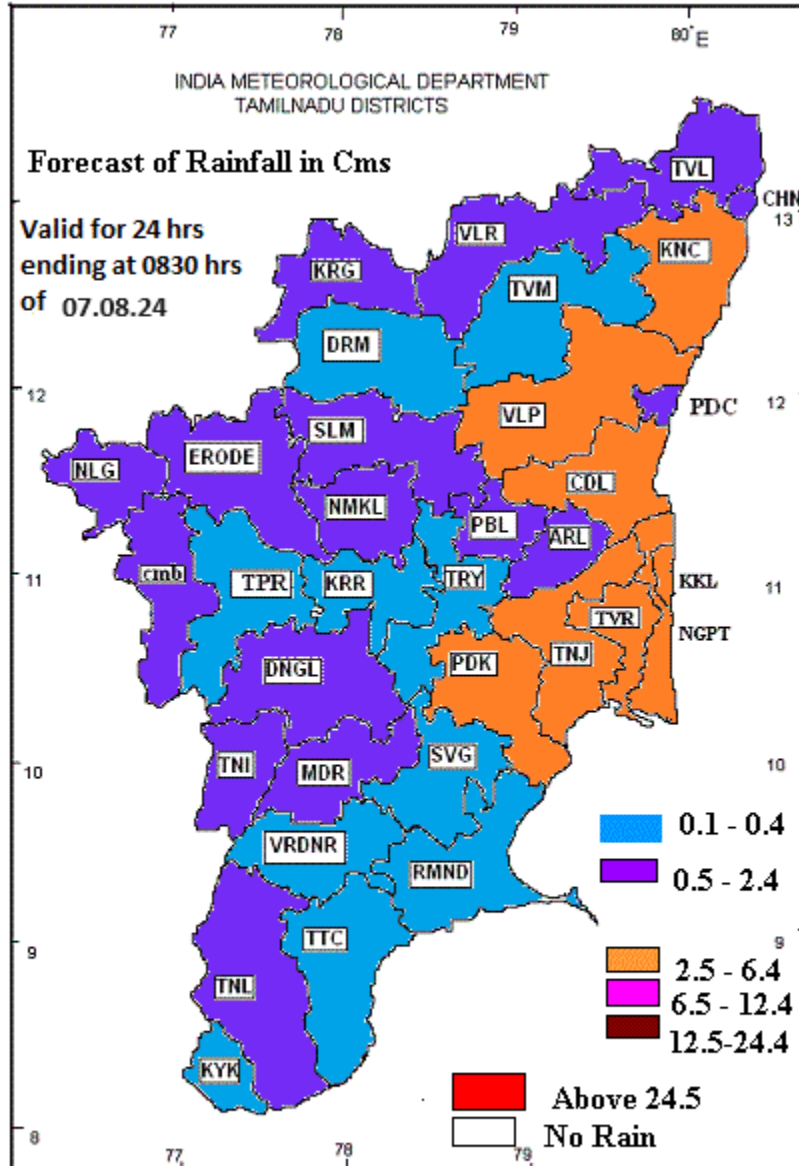 77 78 79 80°E
INDIA METEOROLOGICAL DEPARTMENT
TAMILNADU DISTRICTS
Forecast of Rainfall in Cms
TVL
CHN
13
Valid for 24 hrs
ending at 0830 hrs
of 07.08.24
VLR
KNC
KRG
TVM
DRM
12
12
PDC
VLP
SLM
ERODE
NLG
CDL
NMKL
PBL
ARL
11
cmb
TPR
KRR
TRY
KKL
11
TVR
NGPT
TNJ
PDK
DNGL
SVG
10
TNI
MDR
10
0.1 - 0.4
VRDNR
RMND
0.5 - 2.4
9
TTC
9
2.5 - 6.4
TNL
6.5 - 12.4
12.5-24.4
KYK
Above 24.5
8
No Rain
77 78 79